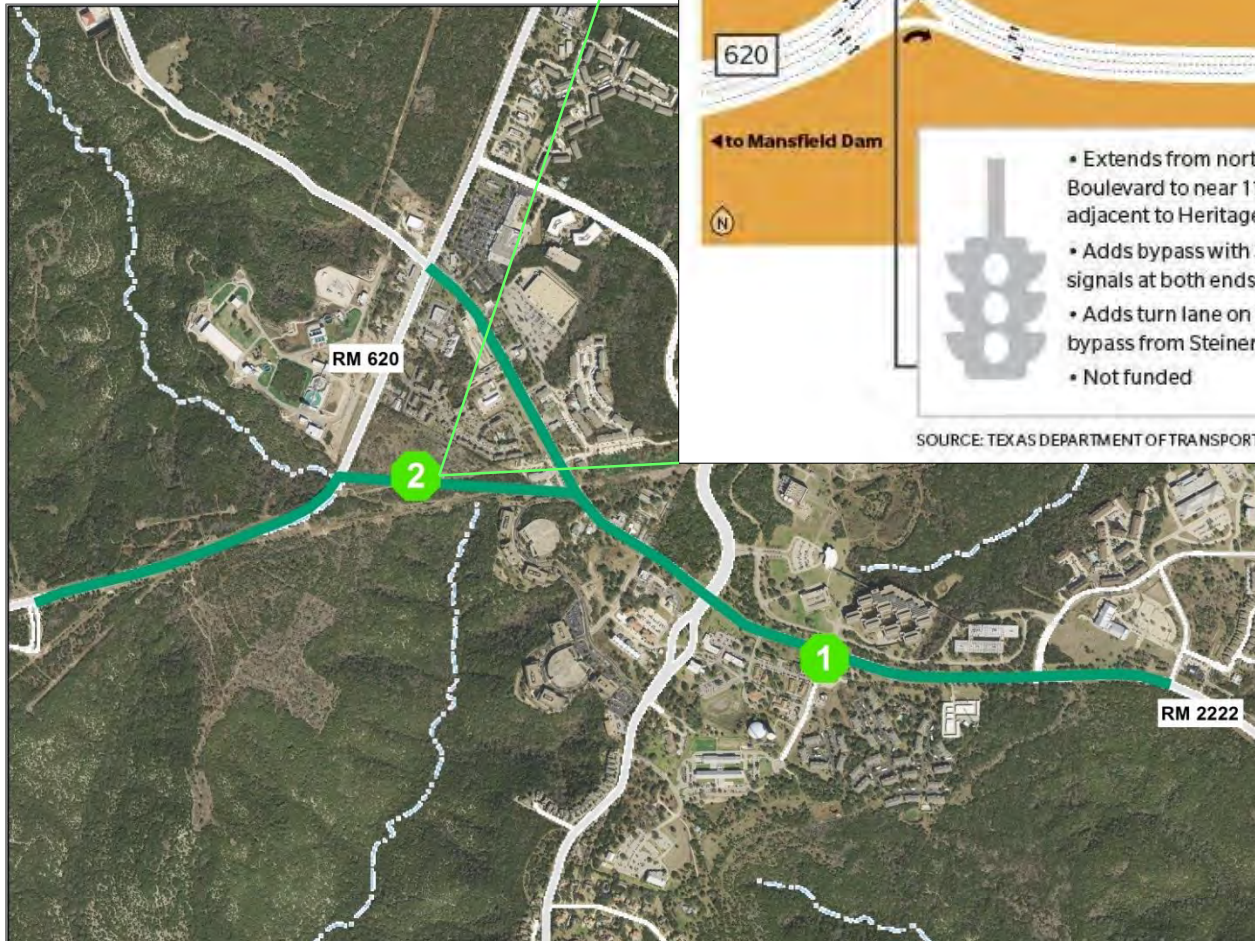 620
◄to Mansfield Dam
N
• Extends from nort
Boulevard to near 1
adjacent to Heritage
• Adds bypass with
signals at both ends
• Adds turn lane on
bypass from Steiner
• Not funded
SOURCE: TEXAS DEPARTMENT OF TRANSPORT
RM 620
2
1
RM 2222